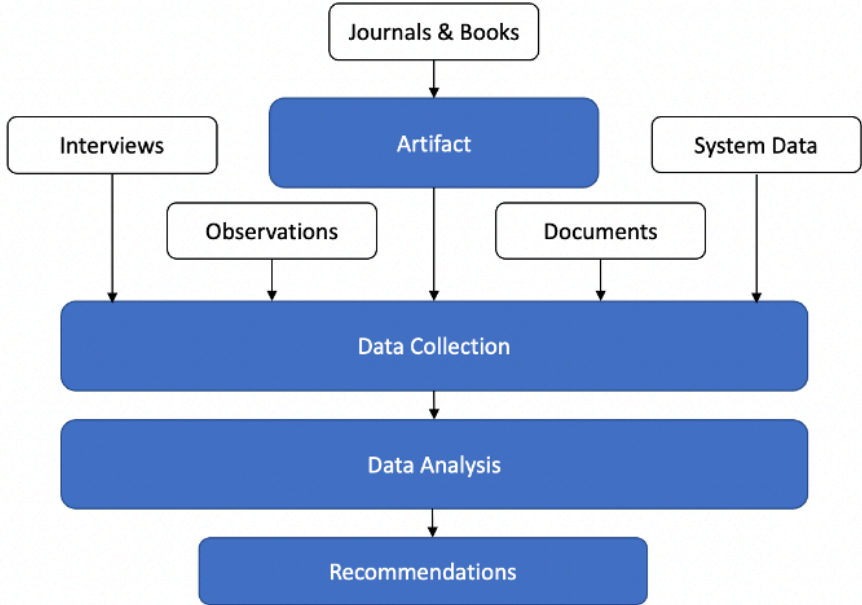 Journals & Books
Artifact
Interviews
System Data
Observations
Documents
Data Collection
Data Analysis
Recommendations